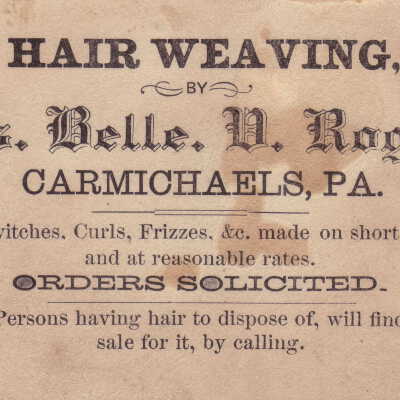 HAIR WEAVING,
BY
s. Belle. V. Rog
CARMICHAELS, PA.
witches, Curls, Frizzes, &c. made on short
and at reasonable rates.
ORDERS SOLICITED.
Persons having hair to dispose of, will find
sale for it, by calling.